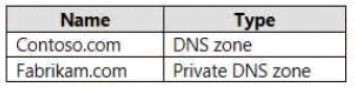 Name Type
Contoso.com DNS zone
Fabrikam.com Private DNS zone